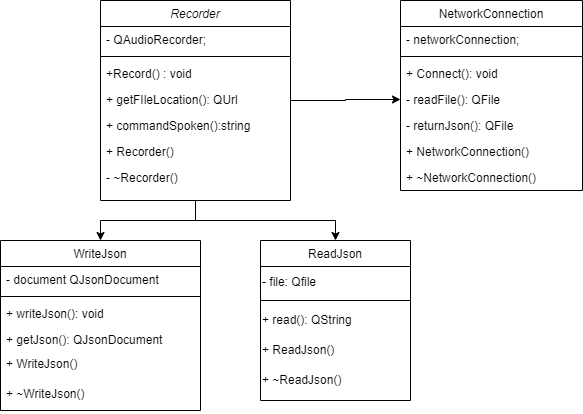 Recorder
- QAudioRecorder;
+Record() : void
+ getFIleLocation(): QUrl
+ commandSpoken():string
+ Recorder()
- ~Recorder()
NetworkConnection
- networkConnection;
+ Connect(): void
- readFile(): QFile
- returnJson(): QFile
+ NetworkConnection()
+ ~NetworkConnection()
WriteJson
- document QJsonDocument
+ writeJson(): void
+ getJson(): QJsonDocument
+ WriteJson()
+ ~WriteJson()
ReadJson
- file: Qfile
+ read(): QString
+ ReadJson()
+ ~ReadJson()